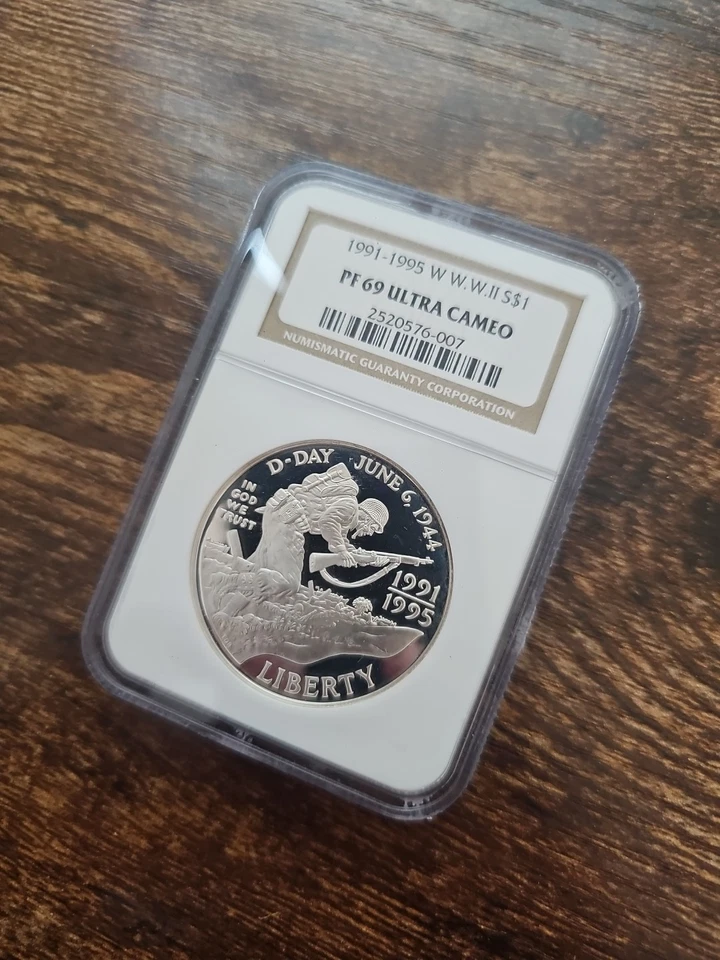 1991-1995 W W.W.II S$1
PF 69 ULTRA CAMEO
2520576-007
NUMISMATIC GUARANTY CORPORATION
D-DAY JUNE 6, 1944
IN
GOD
WE
TRUST
1991
1995
LIBERTY